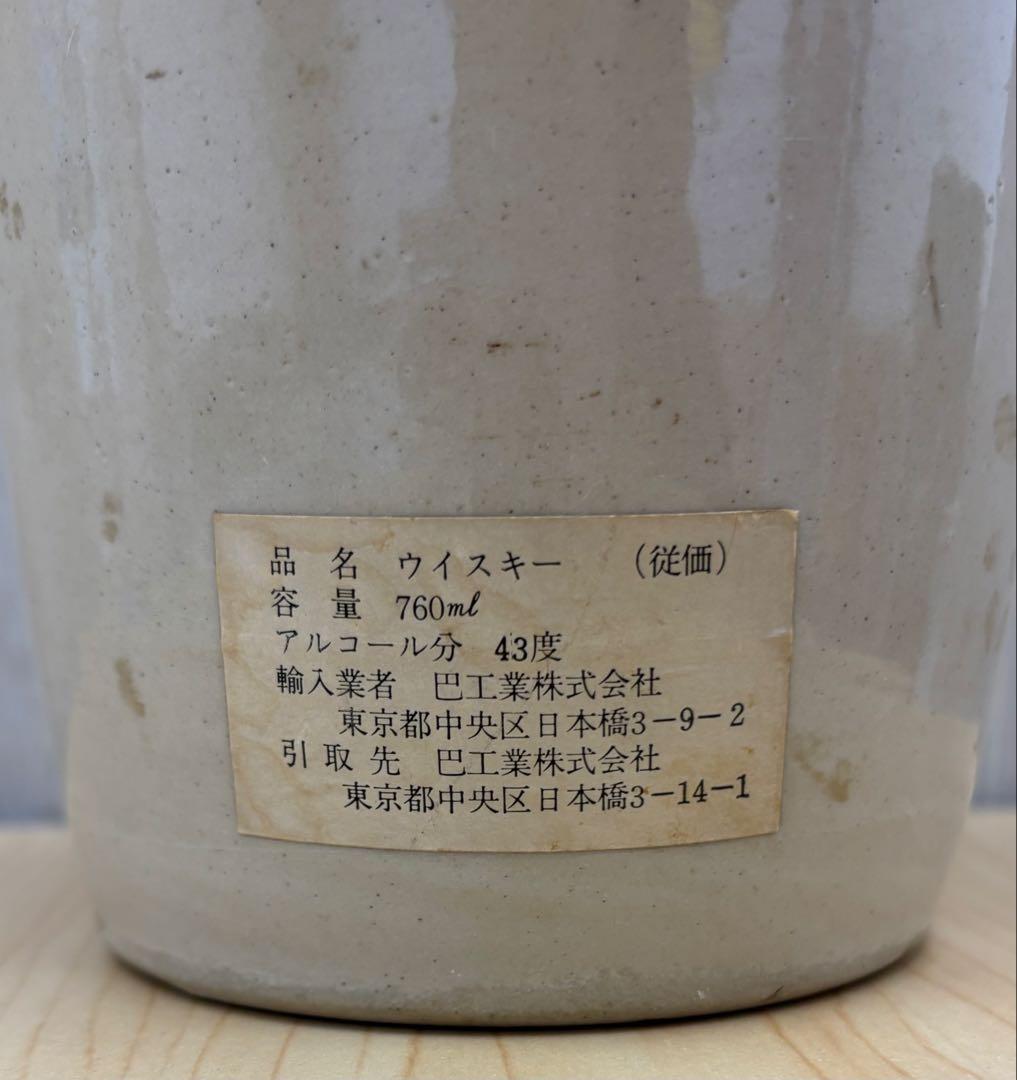 品 名 ウイスキー （従価）
容 量 760ml
アルコール分 43度
輸入業者 巴工業株式会社
東京都中央区日本橋3-9-2
引取先 巴工業株式会社
東京都中央区日本橋3-14-1